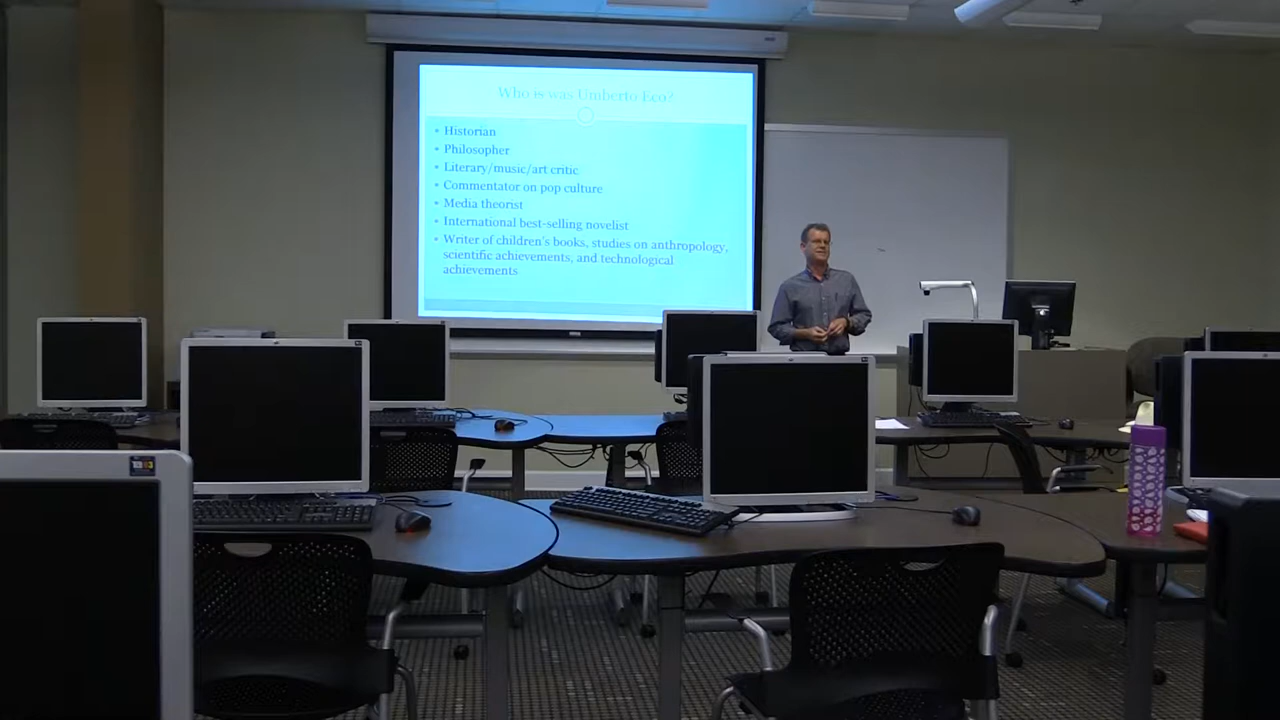 Who is was Umberto Eco?
• Historian
• Philosopher
• Literary/music/art critic
• Commentator on pop culture
• Media theorist
• International best-selling novelist
• Writer of children's books, studies on anthropology,
scientific achievements, and technological
achievements